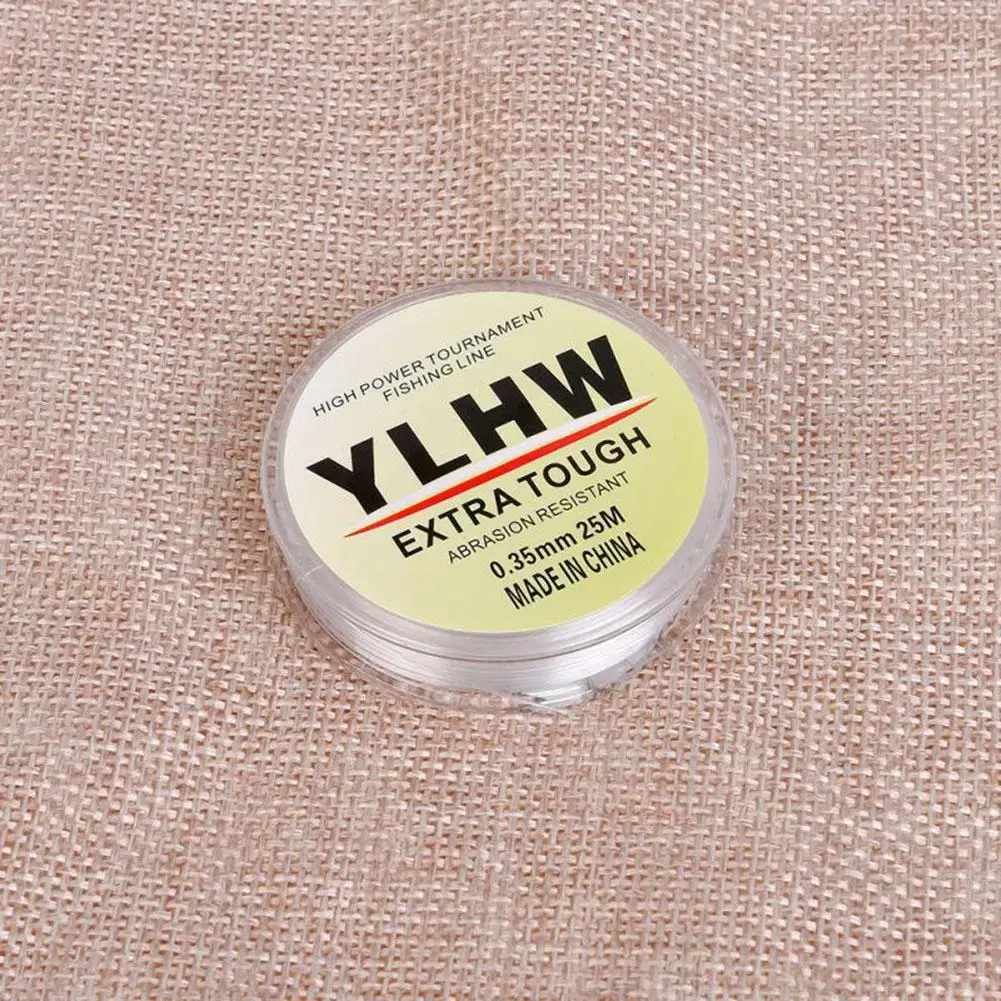 HIGH POWER TOURNAMENT
FISHING LINE
YLHW
EXTRA TOUGH
ABRASION RESISTANT
0.35mm 25M
MADE IN CHINA